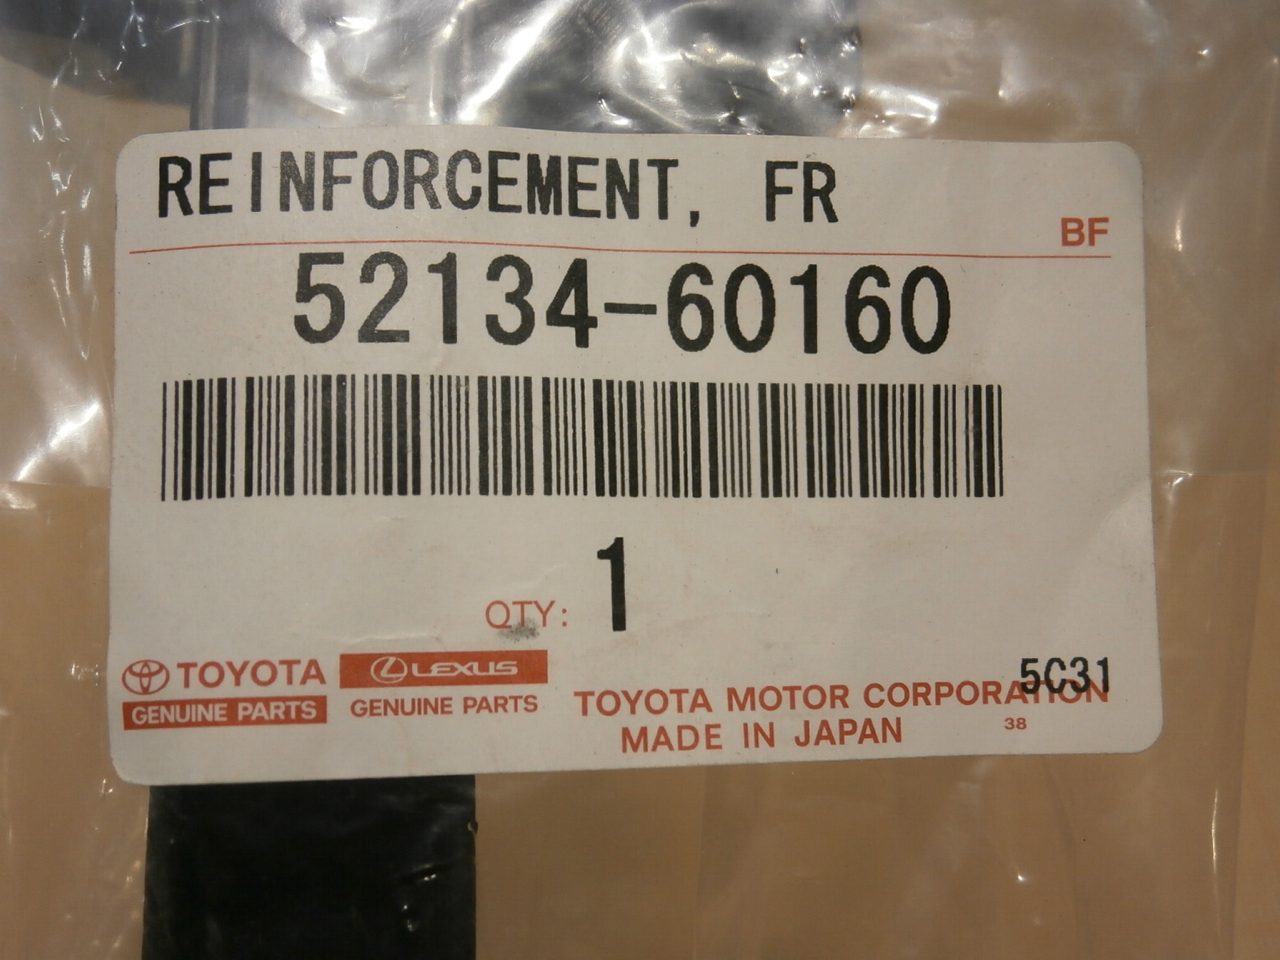 REINFORCEMENT, FR
BF
52134-60160
QTY: 1
TOYOTA
GENUINE PARTS
LEXUS
GENUINE PARTS
5C31
TOYOTA MOTOR CORPORATION
MADE IN JAPAN
38